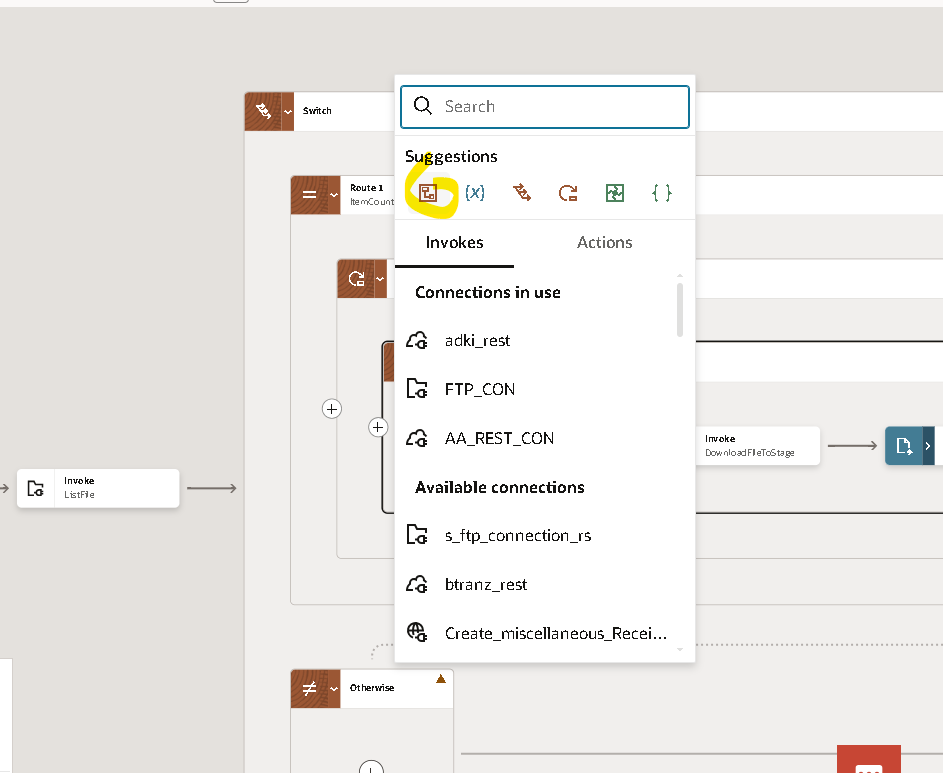 Search
Switch
Suggestions
Route 1
ItemCount
{x}
{ }
Invokes
Actions
Connections in use
adki_rest
FTP_CON
AA_REST_CON
Invoke
DownloadFileToStage
Invoke
ListFile
Available connections
s_ftp_connection_rs
btranz_rest
Create_miscellaneous_Recei...
Otherwise